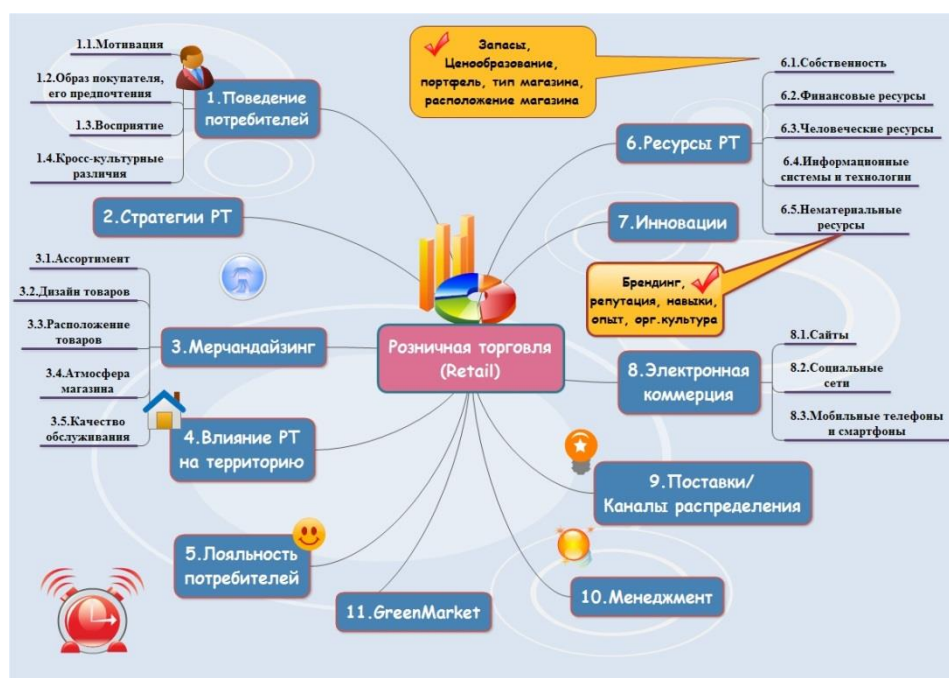 Розничная торговля
(Retail)
1.Поведение
потребителей
1.1.Мотивация
1.2.Образ покупателя,
его предпочтения
1.3.Восприятие
1.4.Кросс-культурные
различия
2.Стратегии РТ
3.Мерчандайзинг
3.1.Ассортимент
3.2.Дизайн товаров
3.3.Расположение
товаров
3.4.Атмосфера
магазина
3.5.Качество
обслуживания
4.Влияние РТ
на территорию
5.Лояльность
потребителей
Запасы,
Ценообразование,
портфель, тип магазина,
расположение магазина
6.Ресурсы РТ
6.1.Собственность
6.2.Финансовые ресурсы
6.3.Человеческие ресурсы
6.4.Информационные
системы и технологии
6.5.Нематериальные
ресурсы
Брендинг,
репутация, навыки,
опыт, орг.культура
7.Инновации
8.Электронная
коммерция
8.1.Сайты
8.2.Социальные
сети
8.3.Мобильные телефоны
и смартфоны
9.Поставки/
Каналы распределения
10.Менеджмент
11.GreenMarket